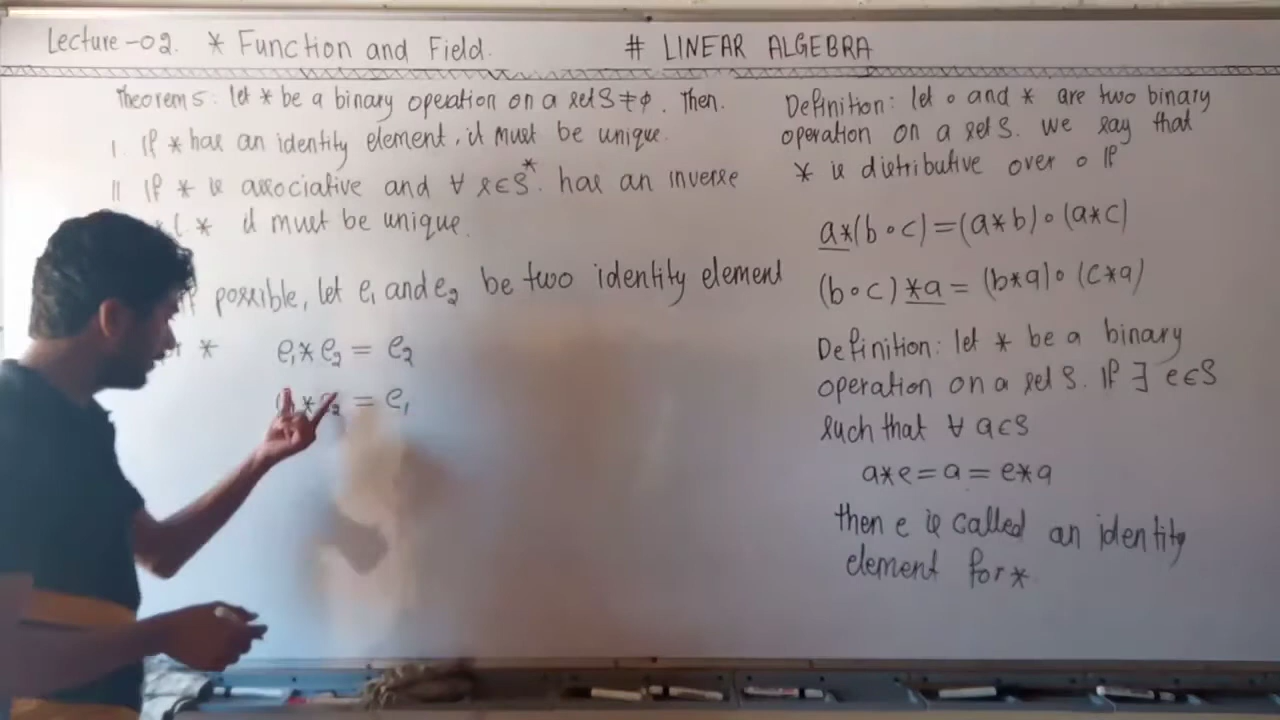 Lecture-02. * Function and Field. # LINEAR ALGEBRA
Theorem 5: let * be a binary operation on a set S ≠ ϕ. Then.
I. If * has an identity element, it must be unique.
II If * is associative and ∀ x∈S* has an inverse
* it must be unique.
possible, let e₁ and e₂ be two identity element
*
e₁ * e₂ = e₂
* e₂ = e₁
Definition: let ∘ and * are two binary
operation on a set S. we say that
* is distributive over ∘ If
a*(b∘c)=(a*b)∘(a*c)
(b∘c)*a = (b*a)∘(c*a)
Definition: let * be a binary
operation on a set S. If ∃ e∈S
such that ∀ a∈S
a*e=a=e*a
then e is called an identity
element for *